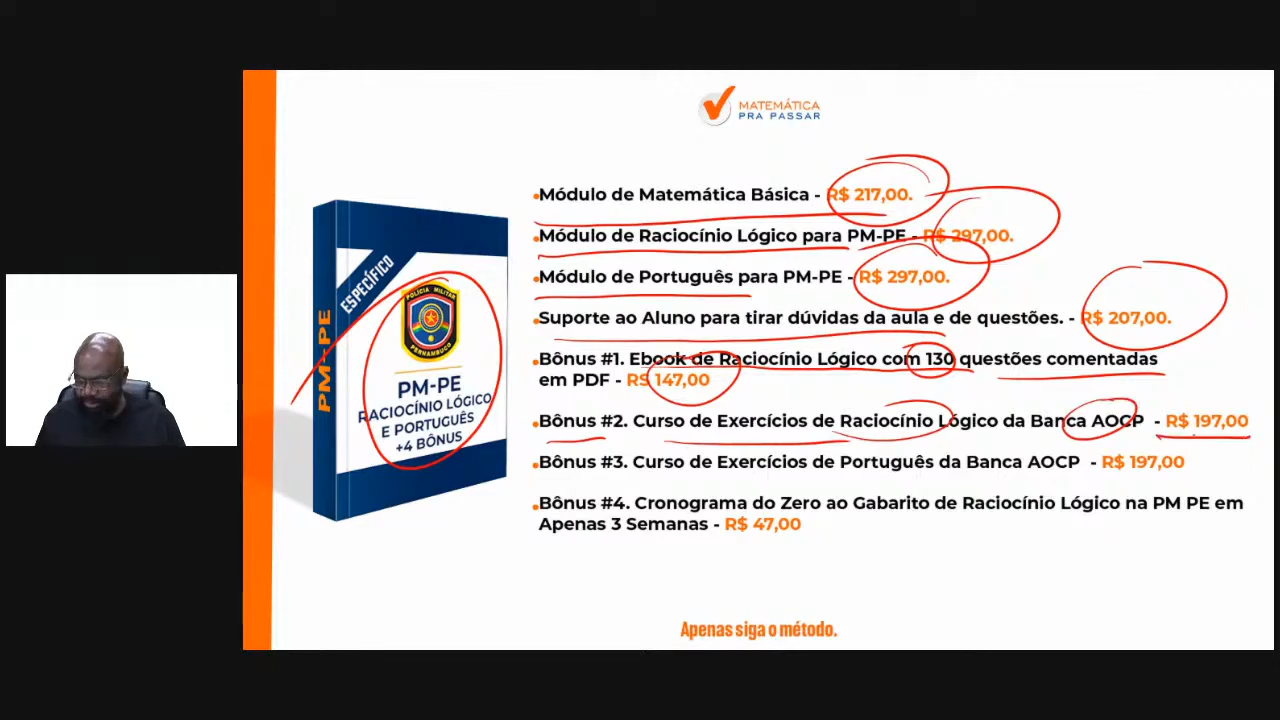 MATEMÁTICA
PRA PASSAR
Módulo de Matemática Básica - R$ 217,00.
Módulo de Raciocínio Lógico para PM-PE - R$ 297,00.
Módulo de Português para PM-PE - R$ 297,00.
Suporte ao Aluno para tirar dúvidas da aula e de questões. - R$ 207,00.
Bônus #1. Ebook de Raciocínio Lógico com 130 questões comentadas
em PDF - R$ 147,00
Bônus #2. Curso de Exercícios de Raciocínio Lógico da Banca AOCP - R$ 197,00
Bônus #3. Curso de Exercícios de Português da Banca AOCP - R$ 197,00
Bônus #4. Cronograma do Zero ao Gabarito de Raciocínio Lógico na PM PE em
Apenas 3 Semanas - R$ 47,00
PM-PE
ESPECÍFICO
POLÍCIA MILITAR
PERNAMBUCO
PM-PE
RACIOCÍNIO LÓGICO
E PORTUGUÊS
+4 BÔNUS
Apenas siga o método.